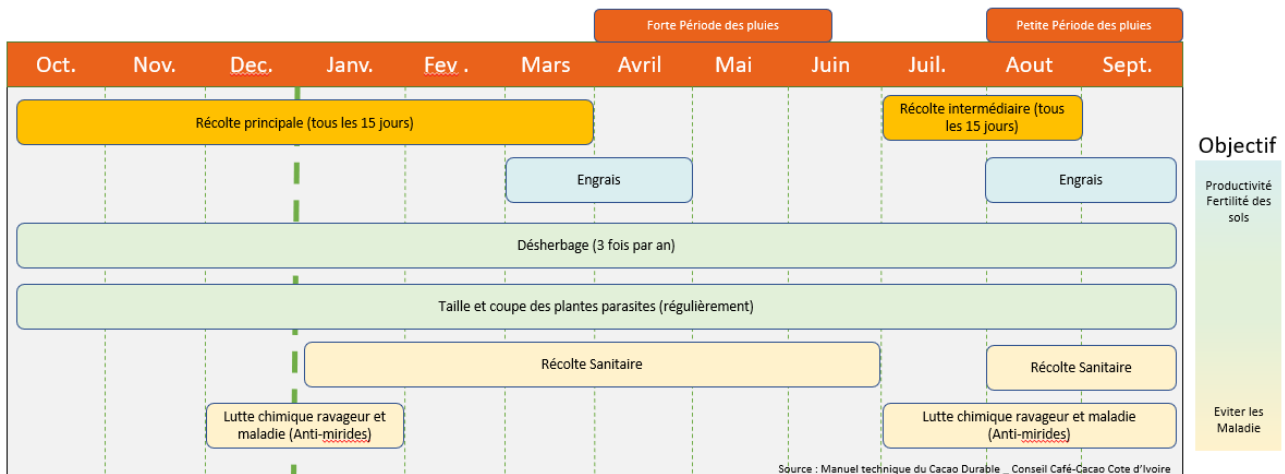 Forte Période des pluies
Petite Période des pluies
Oct.
Nov.
Dec.
Janv.
Fev .
Mars
Avril
Mai
Juin
Juil.
Aout
Sept.
Récolte principale (tous les 15 jours)
Récolte intermédiaire (tous
les 15 jours)
Objectif
Engrais
Engrais
Productivité
Fertilité des
sols
Désherbage (3 fois par an)
Taille et coupe des plantes parasites (régulièrement)
Récolte Sanitaire
Récolte Sanitaire
Lutte chimique ravageur et
maladie (Anti-mirides)
Lutte chimique ravageur et maladie
(Anti-mirides)
Eviter les
Maladie
Source : Manuel technique du Cacao Durable _ Conseil Café-Cacao Cote d'Ivoire